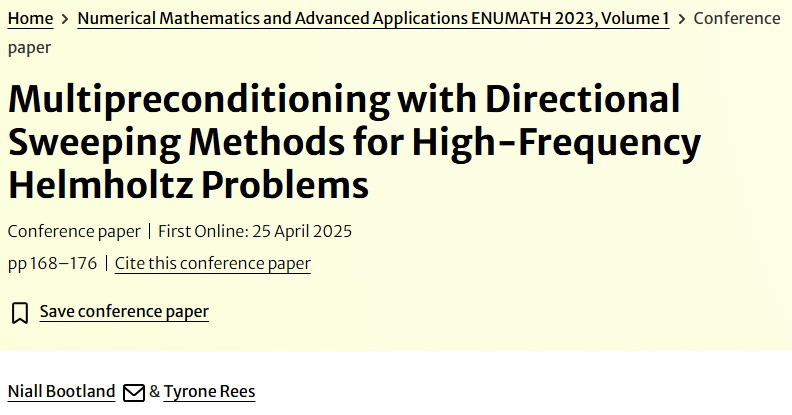 Home > Numerical Mathematics and Advanced Applications ENUMATH 2023, Volume 1 > Conference
paper
Multipreconditioning with Directional
Sweeping Methods for High-Frequency
Helmholtz Problems
Conference paper | First Online: 25 April 2025
pp 168–176 | Cite this conference paper
Save conference paper
Niall Bootland & Tyrone Rees